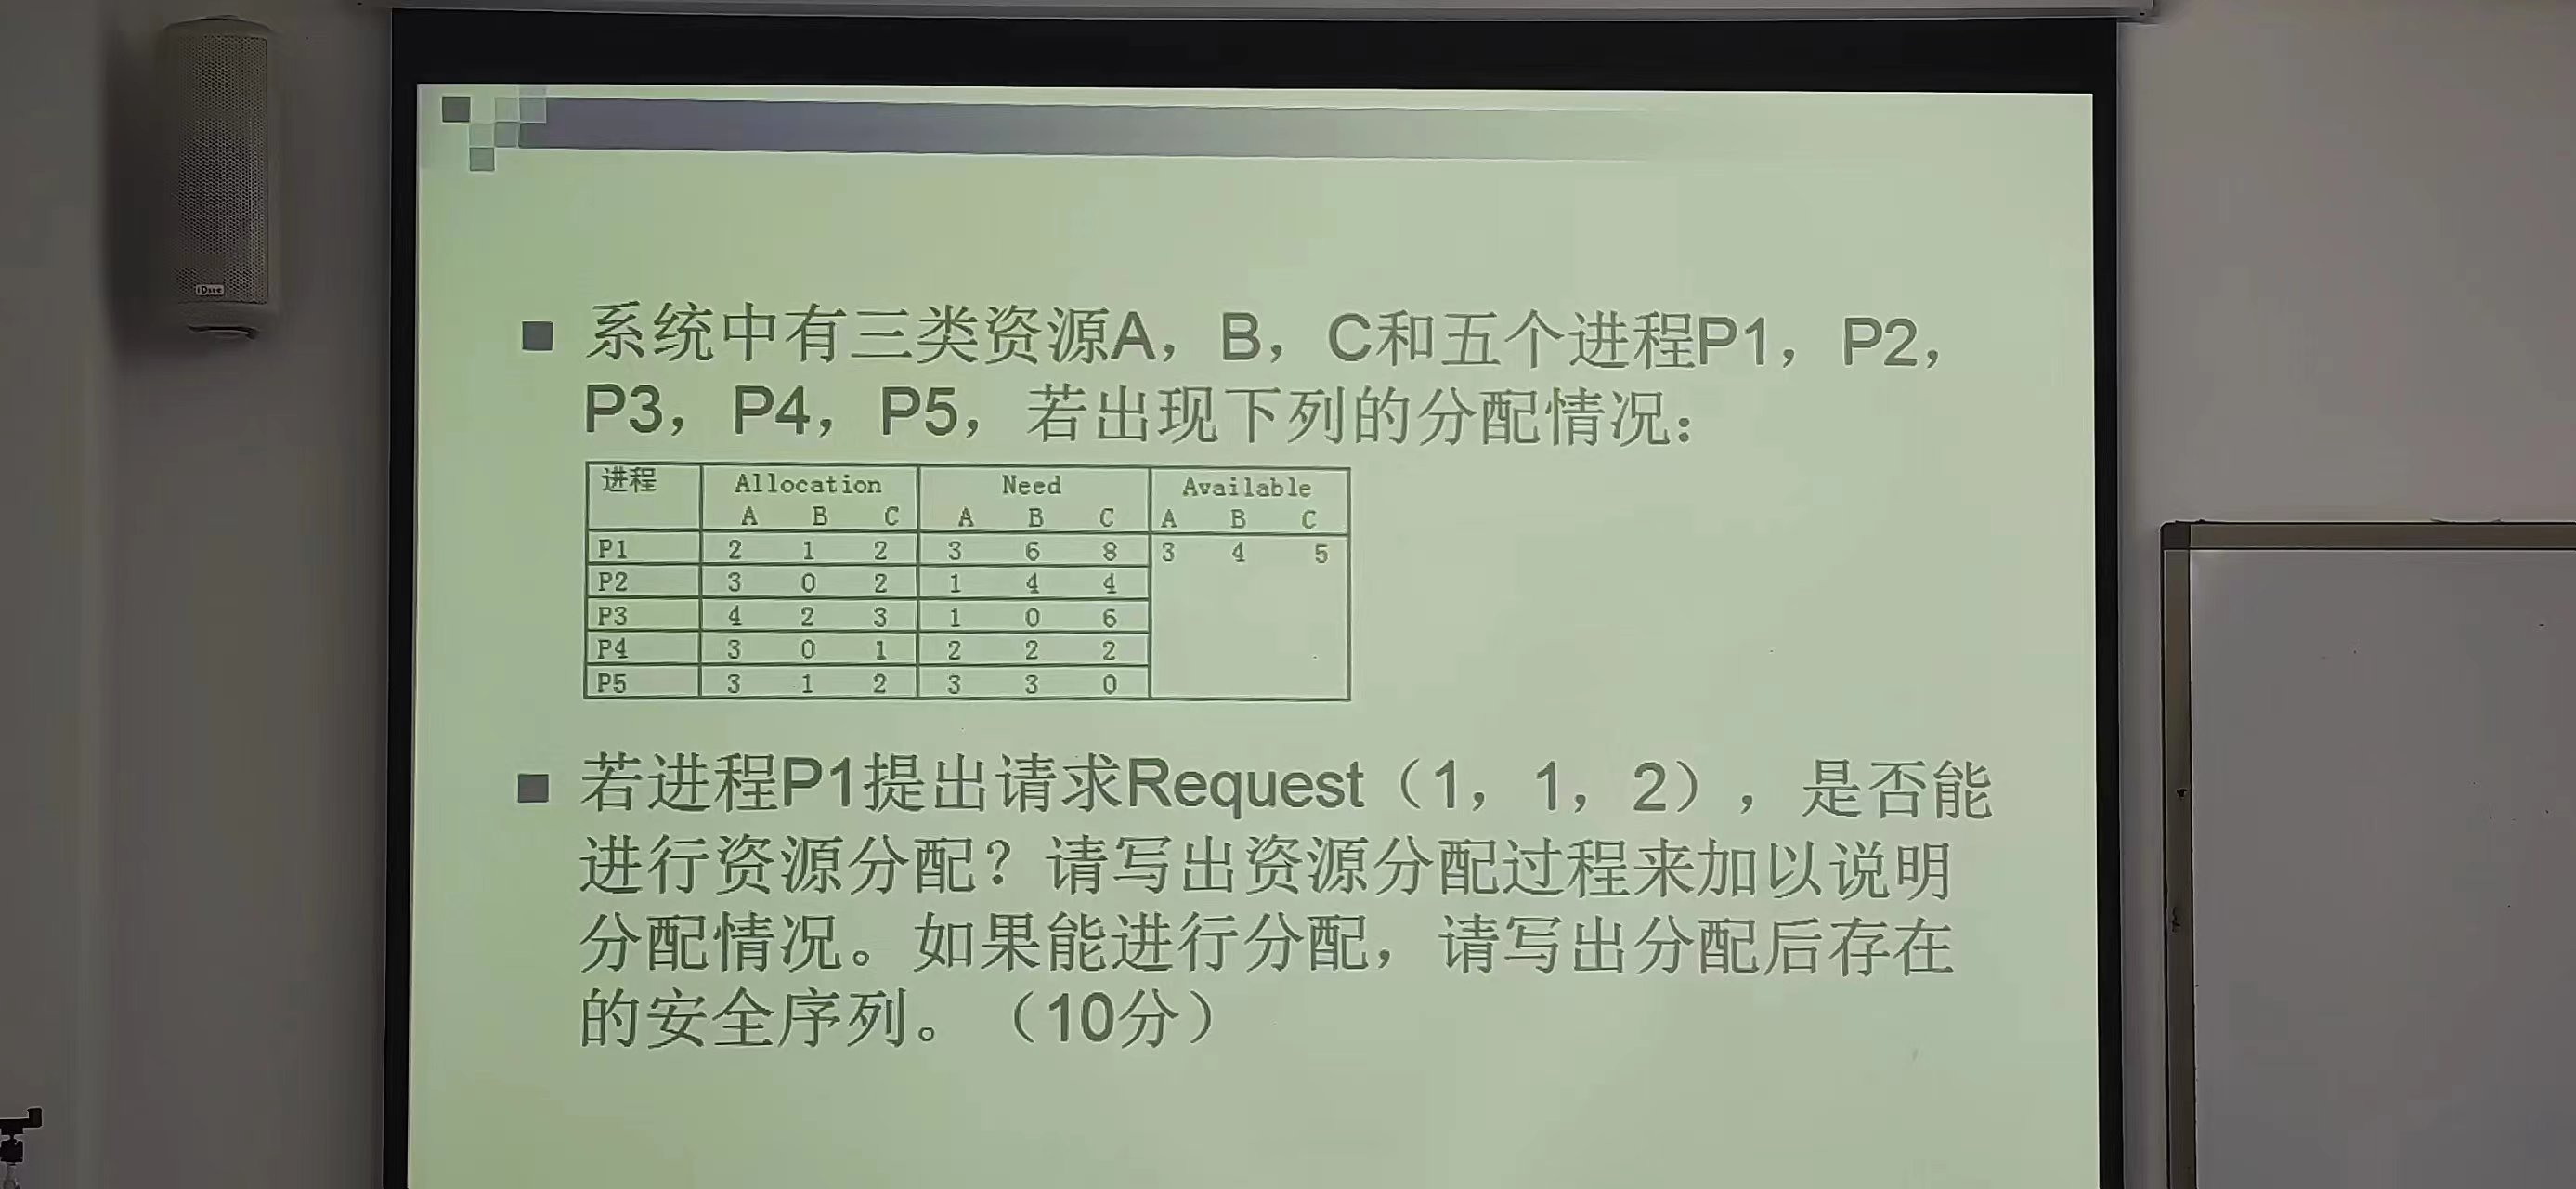 iDsse
系统中有三类资源A，B，C和五个进程P1，P2，
P3，P4，P5，若出现下列的分配情况：
进程 Allocation Need Available
A B C A B C A B C
P1 2 1 2 3 6 8 3 4 5
P2 3 0 2 1 4 4
P3 4 2 3 1 0 6
P4 3 0 1 2 2 2
P5 3 1 2 3 3 0
若进程P1提出请求Request（1，1，2），是否能
进行资源分配？请写出资源分配过程来加以说明
分配情况。如果能进行分配，请写出分配后存在
的安全序列。（10分）